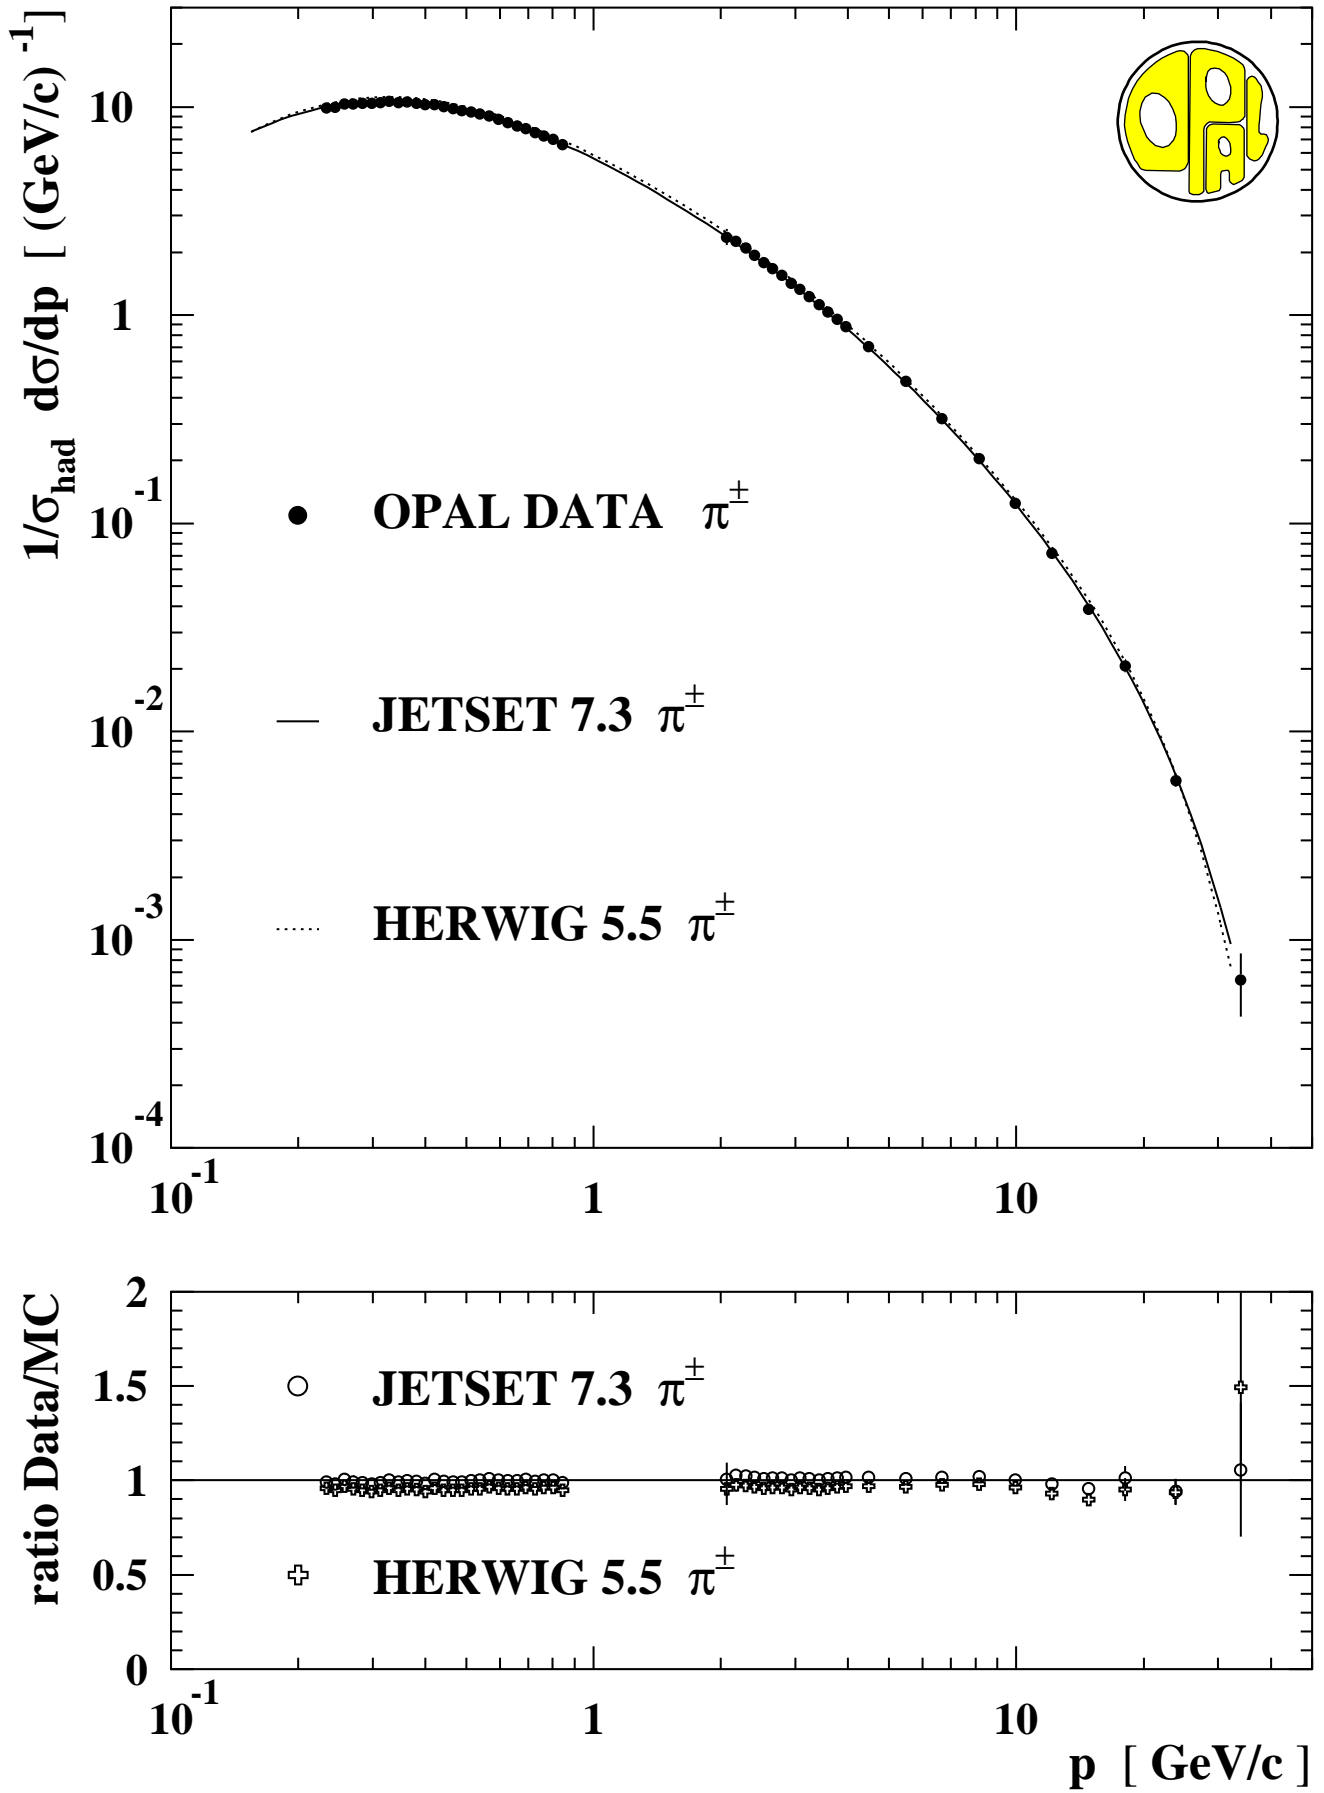 1/σhad dσ/dp [ (GeV/c) -1 ]
10
1
10-1
10-2
10-3
10-4
OPAL
OPAL DATA π±
JETSET 7.3 π±
HERWIG 5.5 π±
10-1 1 10
ratio Data/MC
2
1.5
1
0.5
0
JETSET 7.3 π±
HERWIG 5.5 π±
10-1 1 10
p [ GeV/c ]